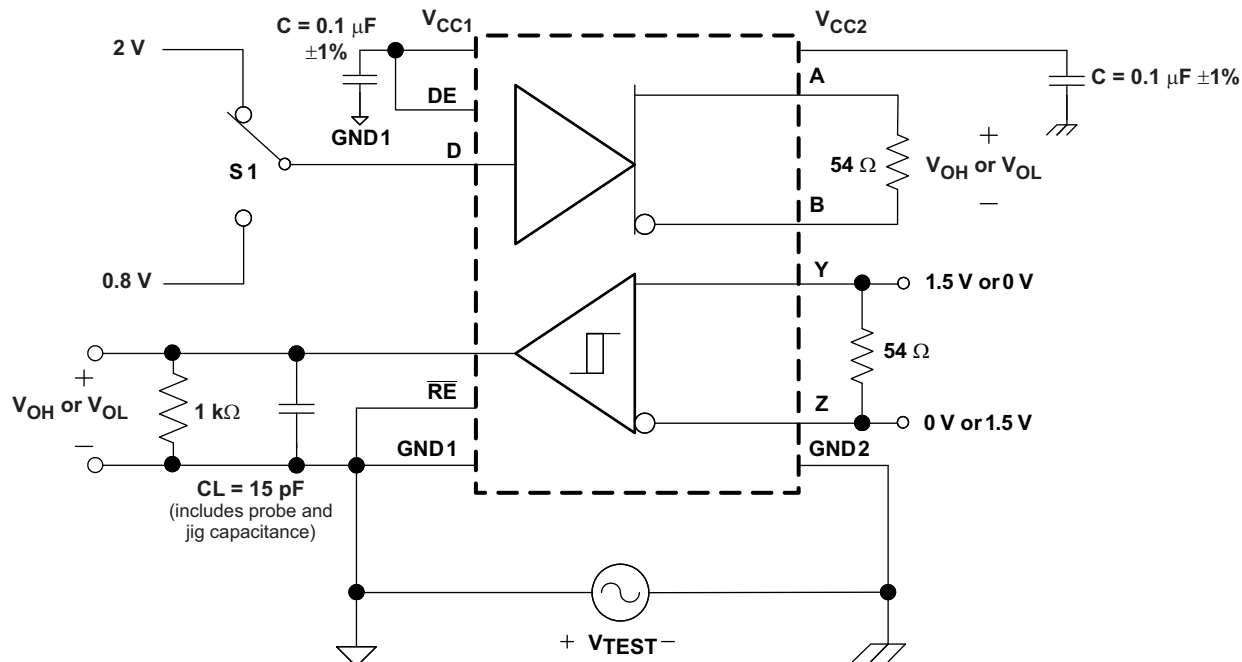 C = 0.1 μF
±1%
VCC1
VCC2
2 V
DE
GND1
A
C = 0.1 μF ±1%
D
S1
54 Ω
+
VOH or VOL
−
B
0.8 V
Y
1.5 V or 0 V
54 Ω
+
VOH or VOL
−
1 kΩ
RE
Z
0 V or 1.5 V
GND1
GND2
CL = 15 pF
(includes probe and
jig capacitance)
+ VTEST −